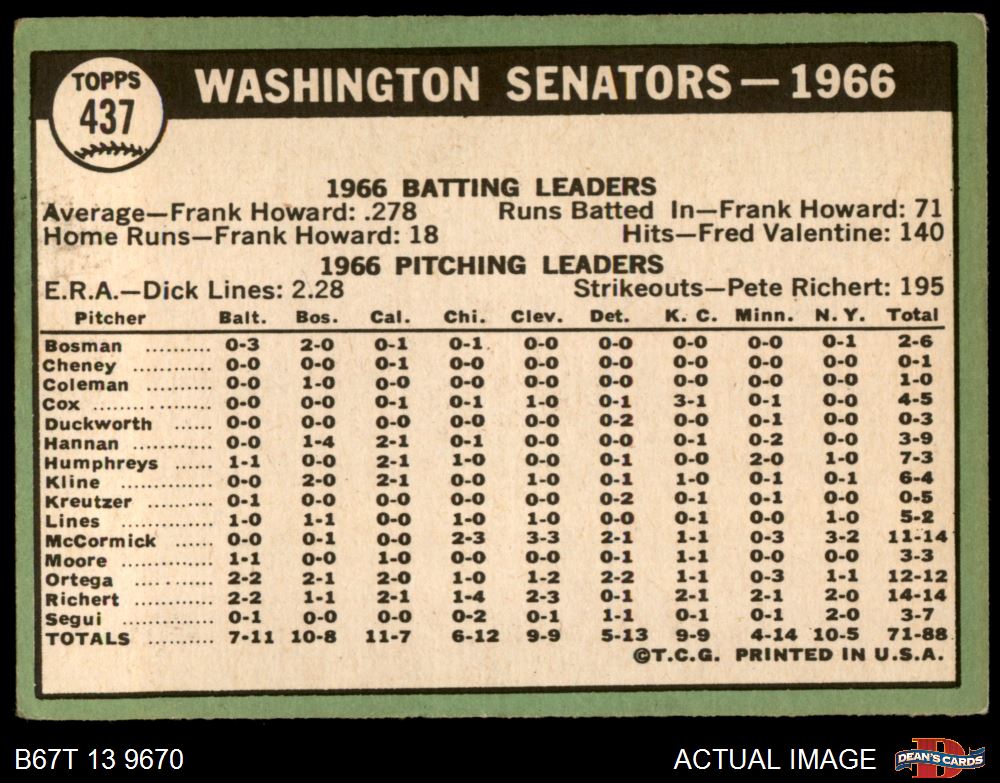 TOPPS
437
WASHINGTON SENATORS—1966
1966 BATTING LEADERS
Average—Frank Howard: .278 Runs Batted In—Frank Howard: 71
Home Runs—Frank Howard: 18 Hits—Fred Valentine: 140
1966 PITCHING LEADERS
E.R.A.—Dick Lines: 2.28 Strikeouts—Pete Richert: 195
Pitcher Balt. Bos. Cal. Chi. Clev. Det. K. C. Minn. N. Y. Total
Bosman .......... 0-3 2-0 0-1 0-1 0-0 0-0 0-0 0-0 0-1 2-6
Cheney .......... 0-0 0-0 0-1 0-0 0-0 0-0 0-0 0-0 0-0 0-1
Coleman .......... 0-0 1-0 0-0 0-0 0-0 0-0 0-0 0-0 0-0 1-0
Cox .................. 0-0 0-0 0-1 0-1 1-0 0-1 3-1 0-1 0-0 4-5
Duckworth ...... 0-0 0-0 0-0 0-0 0-0 0-2 0-0 0-1 0-0 0-3
Hannan ............ 0-0 1-4 2-1 0-1 0-0 0-0 0-1 0-2 0-0 3-9
Humphreys ...... 1-1 0-0 2-1 1-0 0-0 0-1 0-0 2-0 1-0 7-3
Kline ................ 0-0 2-0 2-1 0-0 1-0 0-1 1-0 0-1 0-1 6-4
Kreutzer .......... 0-1 0-0 0-0 0-0 0-0 0-2 0-1 0-1 0-0 0-5
Lines .............. 1-0 1-1 0-0 1-0 1-0 0-0 0-1 0-0 1-0 5-2
McCormick ...... 0-0 0-1 0-0 2-3 3-3 2-1 1-1 0-3 3-2 11-14
Moore .............. 1-1 0-0 1-0 0-0 0-0 0-1 1-1 0-0 0-0 3-3
Ortega ............ 2-2 2-1 2-0 1-0 1-2 2-2 1-1 0-3 1-1 12-12
Richert ............ 2-2 1-1 2-1 1-4 2-3 0-1 2-1 2-1 2-0 14-14
Segui .............. 0-1 0-0 0-0 0-2 0-1 1-1 0-1 0-1 2-0 3-7
TOTALS .......... 7-11 10-8 11-7 6-12 9-9 5-13 9-9 4-14 10-5 71-88
©T.C.G. PRINTED IN U.S.A.
B67T 13 9670 ACTUAL IMAGE
DEAN'S CARDS